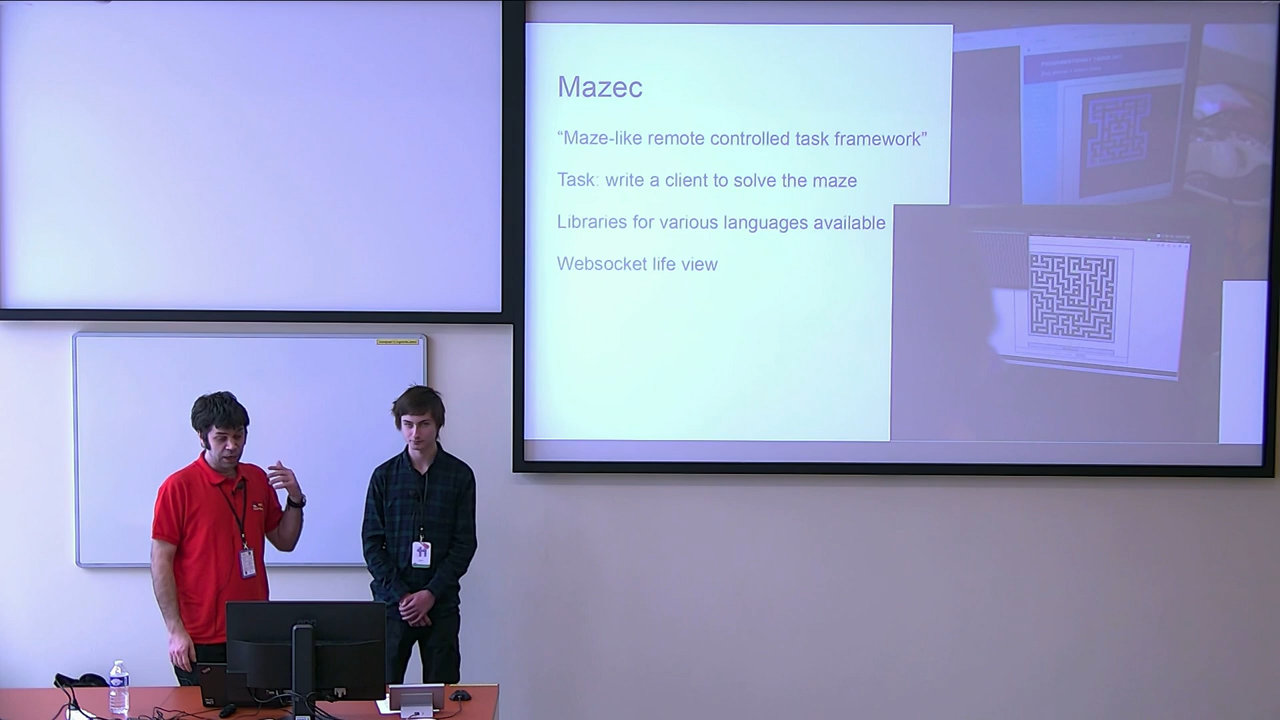 Mazec
“Maze-like remote controlled task framework”
Task: write a client to solve the maze
Libraries for various languages available
Websocket life view